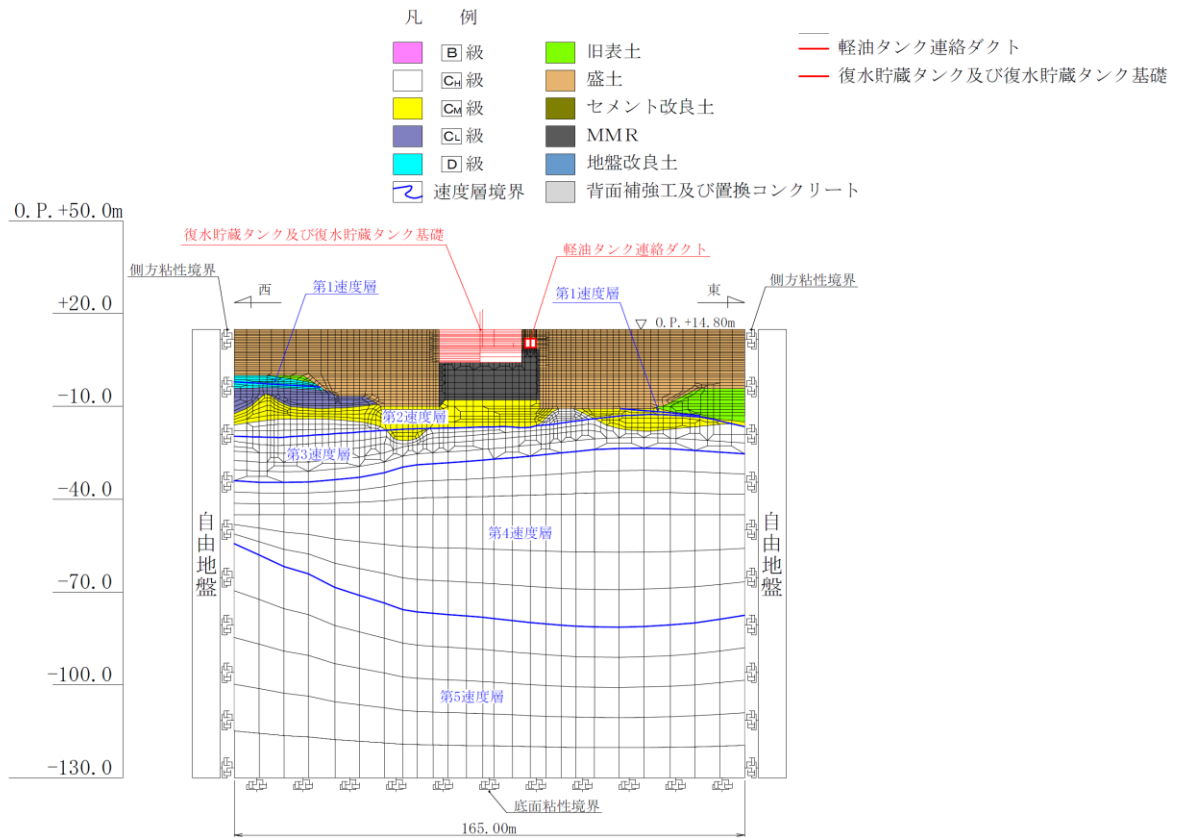 凡 例
B級
CH級
CM級
CL級
D級
速度層境界
旧表土
盛土
セメント改良土
MMR
地盤改良土
背面補強工及び置換コンクリート
軽油タンク連絡ダクト
復水貯蔵タンク及び復水貯蔵タンク基礎
O.P.+50.0m
+20.0
-10.0
-40.0
-70.0
-100.0
-130.0
復水貯蔵タンク及び復水貯蔵タンク基礎
軽油タンク連絡ダクト
側方粘性境界
側方粘性境界
第1速度層
第1速度層
西
東
O.P.+14.80m
第2速度層
第3速度層
第4速度層
第5速度層
自由地盤
自由地盤
底面粘性境界
165.00m